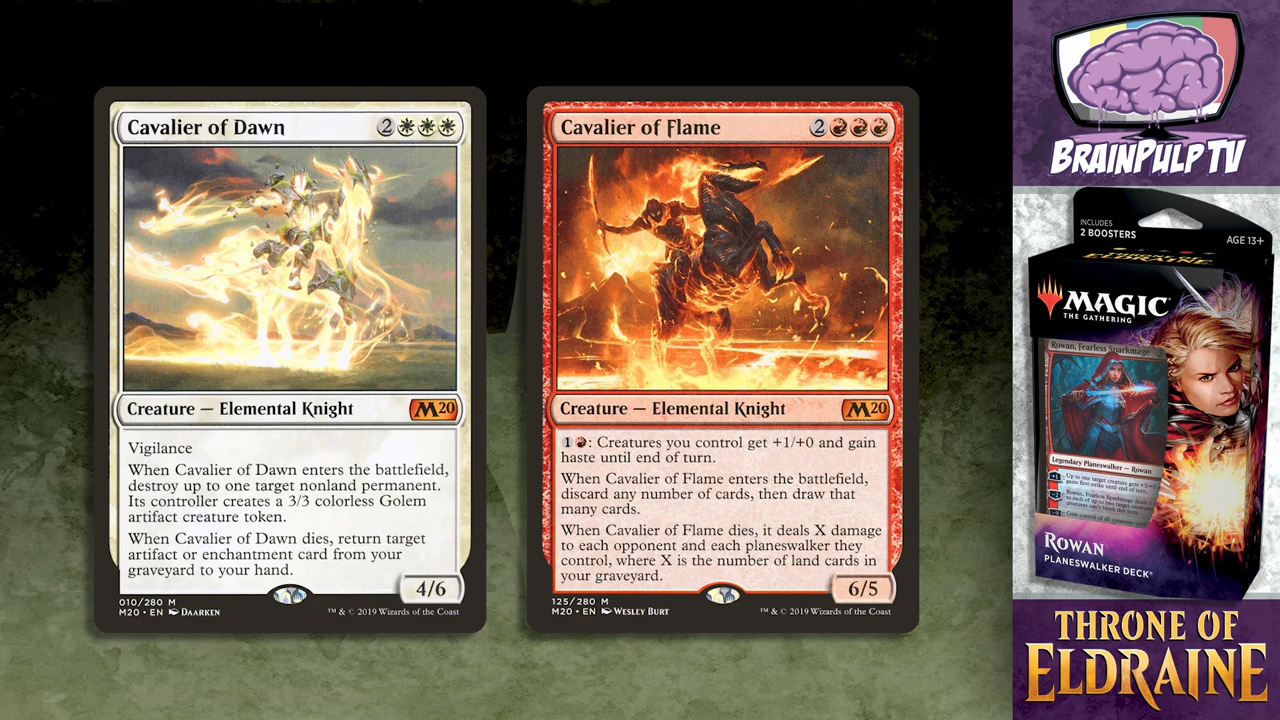 Cavalier of Dawn
2
Creature — Elemental Knight
M20
Vigilance
When Cavalier of Dawn enters the battlefield,
destroy up to one target nonland permanent.
Its controller creates a 3/3 colorless Golem
artifact creature token.
When Cavalier of Dawn dies, return target
artifact or enchantment card from your
graveyard to your hand.
4/6
010/280 M
M20 • EN DAARKEN
™ & © 2019 Wizards of the Coast
Cavalier of Flame
2
Creature — Elemental Knight
M20
1 : Creatures you control get +1/+0 and gain
haste until end of turn.
When Cavalier of Flame enters the battlefield,
discard any number of cards, then draw that
many cards.
When Cavalier of Flame dies, it deals X damage
to each opponent and each planeswalker they
control, where X is the number of land cards in
your graveyard.
6/5
125/280 M
M20 • EN WESLEY BURT
™ & © 2019 Wizards of the Coast
BRAINPULP TV
INCLUDES
2 BOOSTERS
AGE 13+
THRONE OF
ELDRAINE
MAGIC
THE GATHERING
Rowan, Fearless Sparkmage
Legendary Planeswalker — Rowan
ROWAN
PLANESWALKER DECK
THRONE OF
ELDRAINE